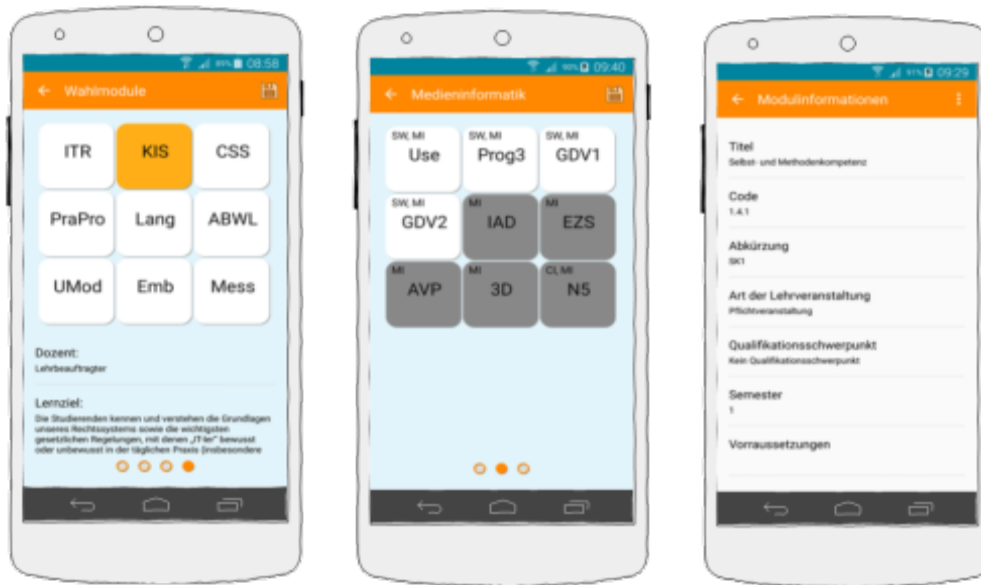 08:58
Wahlmodule
ITR KIS CSS
PraPro Lang ABWL
UMod Emb Mess
Dozent:
Lehrbeauftragter
Lernziel:
Die Studierenden kennen und verstehen die Grundlagen
unseres Rechtssystems sowie die wichtigsten
gesetzlichen Regelungen, mit denen „IT-ler" bewusst
oder unbewusst in der täglichen Praxis (insbesondere
09:40
Medieninformatik
SW, MI SW, MI SW, MI
Use Prog3 GDV1
SW, MI MI MI
GDV2 IAD EZS
MI MI CI, MI
AVP 3D N5
91% 09:29
Modulinformationen
Titel
Selbst- und Methodenkompetenz
Code
1.4.1
Abkürzung
SK1
Art der Lehrveranstaltung
Pflichtveranstaltung
Qualifikationsschwerpunkt
Kein Qualifikationsschwerpunkt
Semester
1
Vorraussetzungen